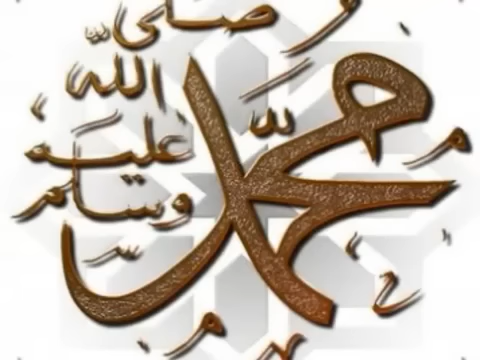 محمد
صلى
الله
عليه
وسلم